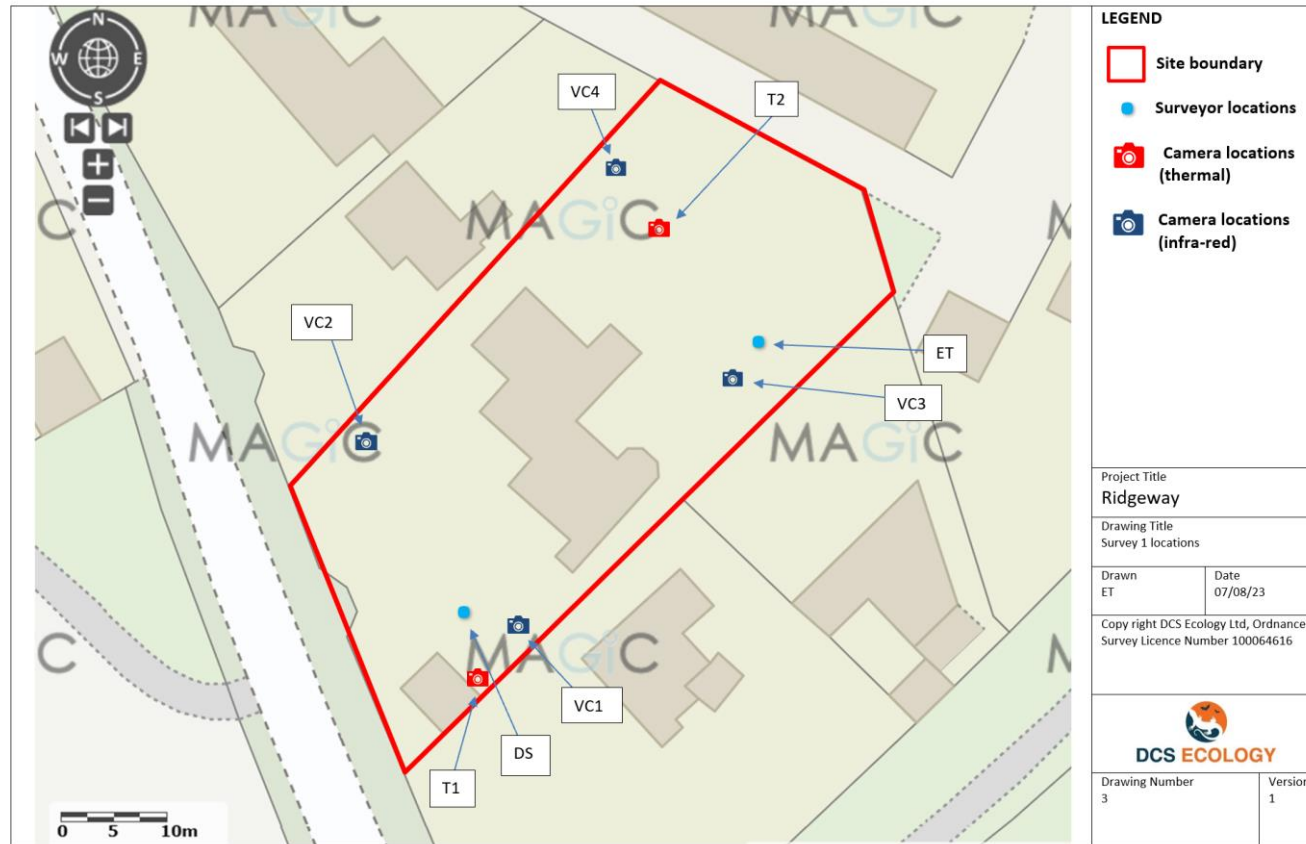 MAGiC
MAGiC
N
W
E
S
VC4
T2
C
MAGiC
M
VC2
ET
VC3
MAGiC
MAGiC
C
MAGiC
M
VC1
DS
T1
0 5 10m
LEGEND
Site boundary
Surveyor locations
Camera locations
(thermal)
Camera locations
(infra-red)
Project Title
Ridgeway
Drawing Title
Survey 1 locations
Drawn
ET
Date
07/08/23
Copy right DCS Ecology Ltd, Ordnance
Survey Licence Number 100064616
DCS ECOLOGY
Drawing Number
3
Version
1